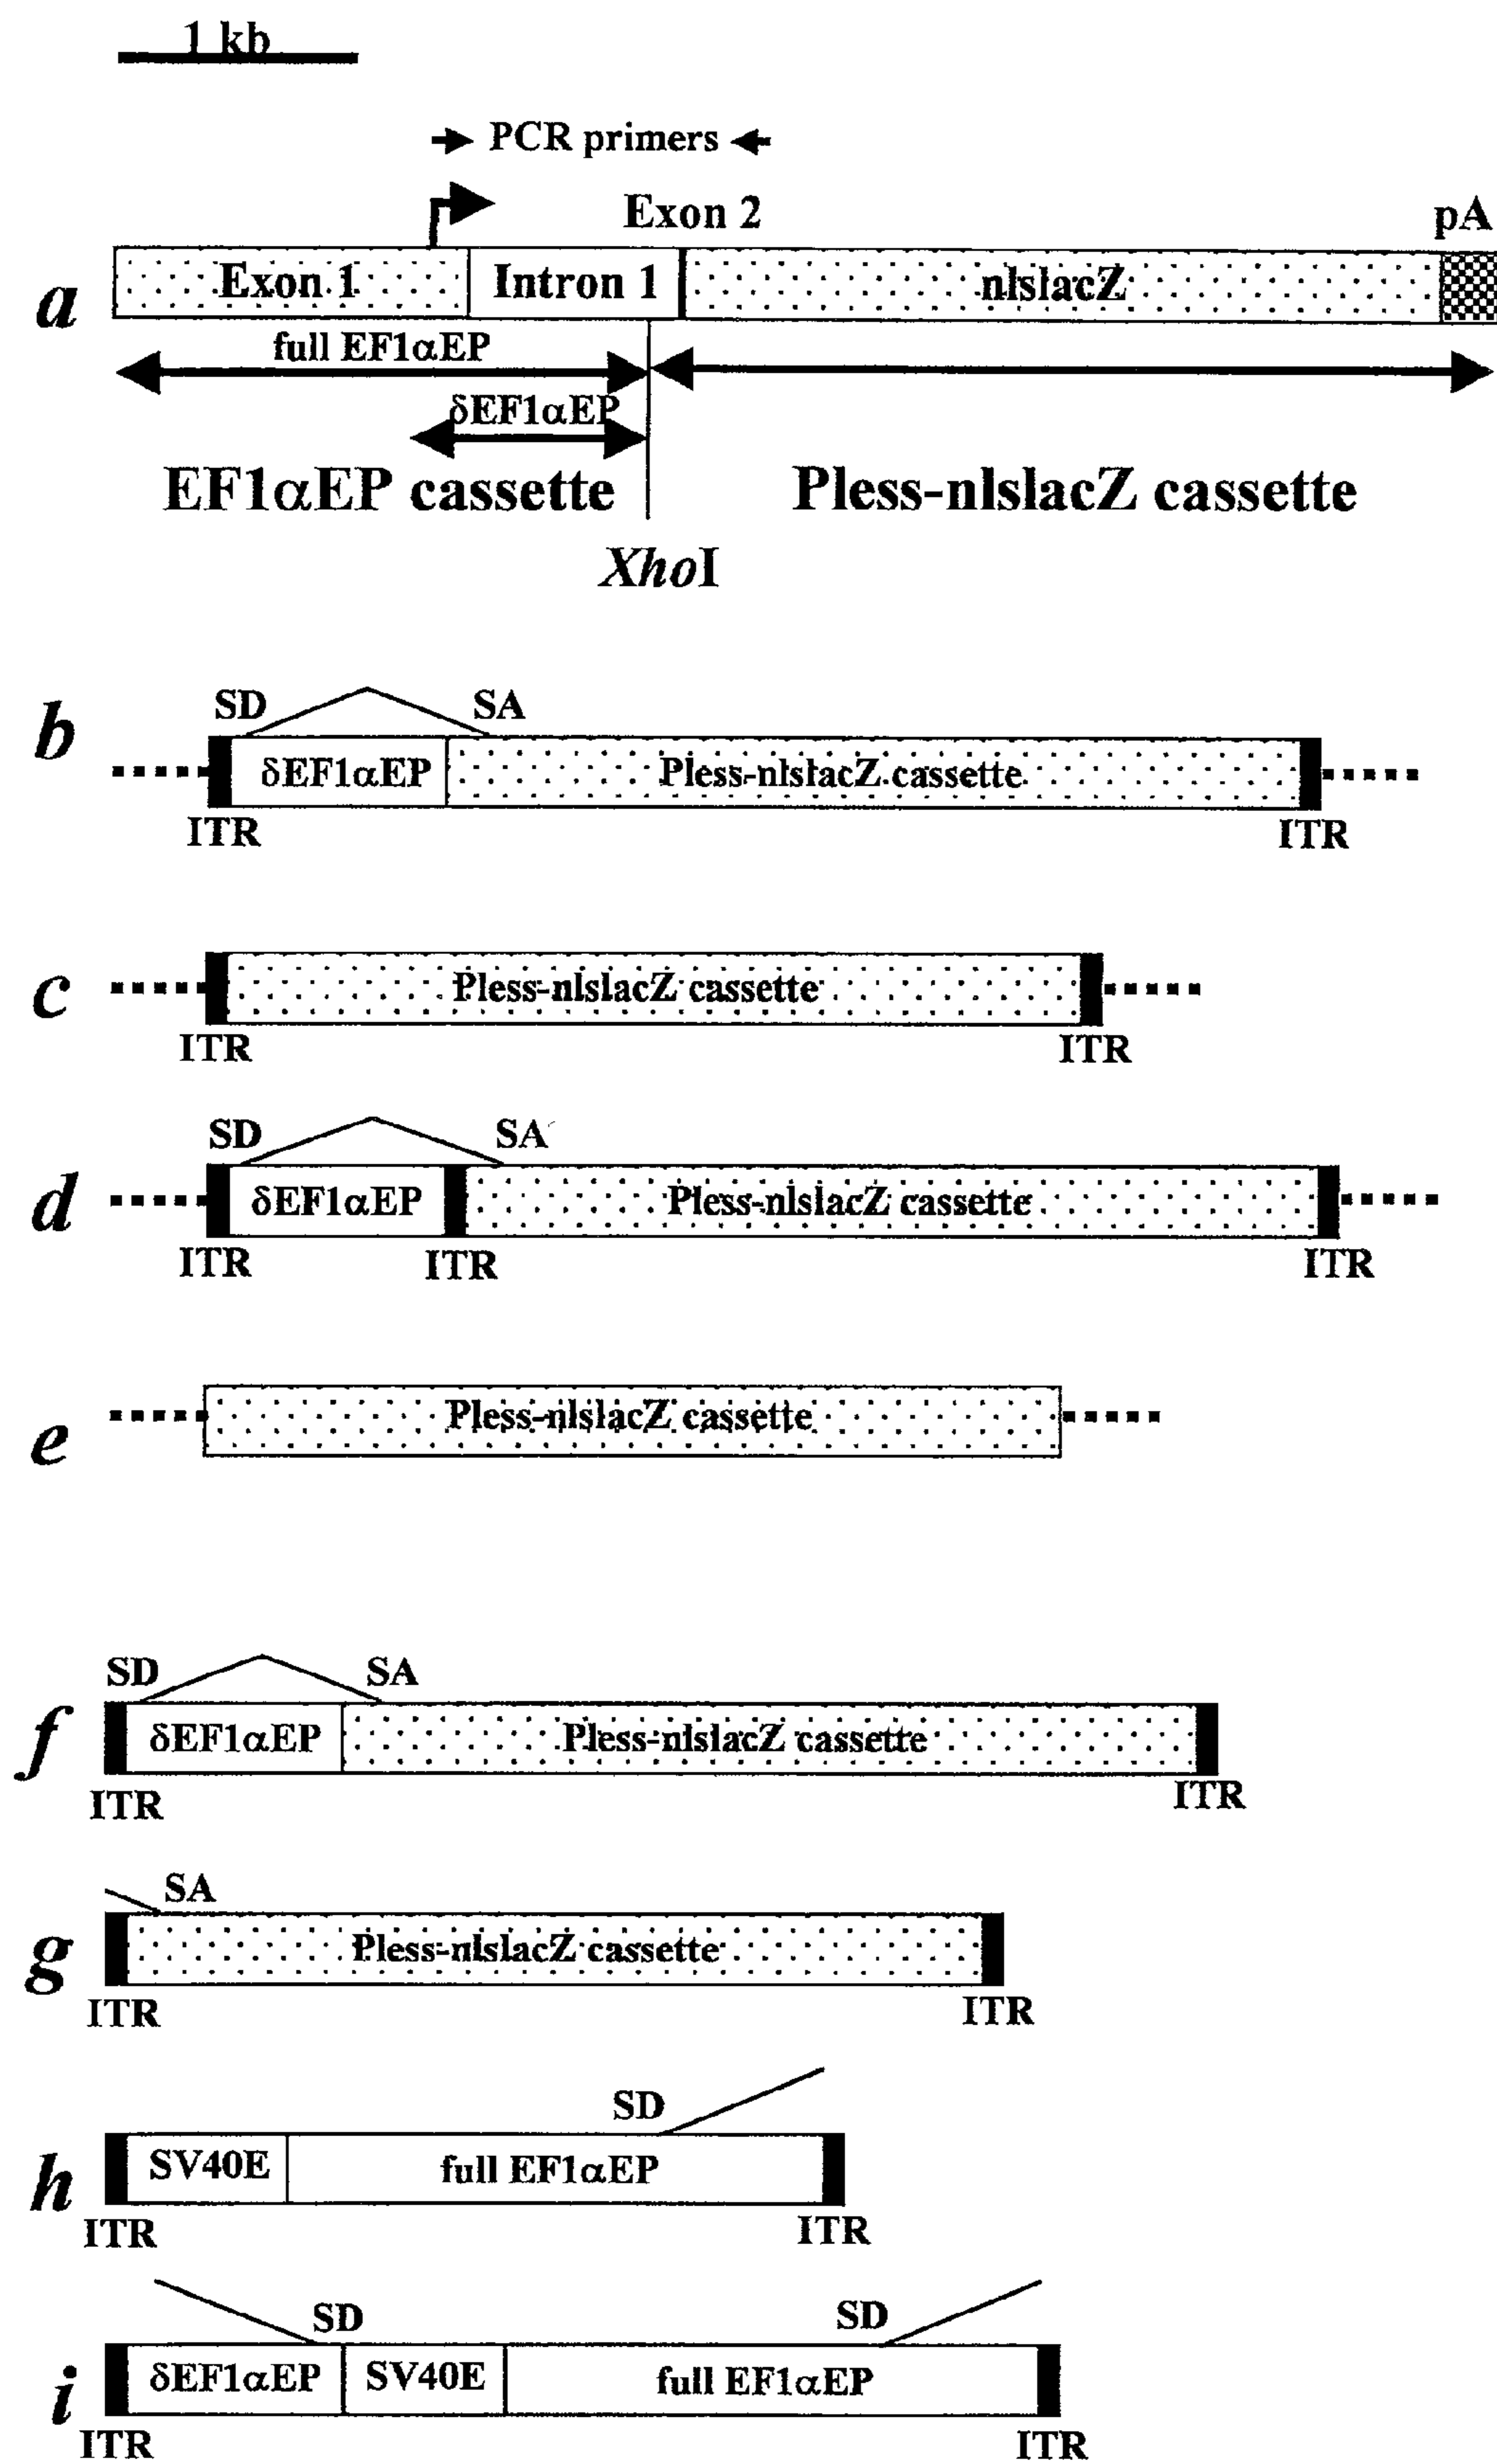 1 kb
PCR primers
Exon 2
pA
a
Exon 1
Intron 1
nlslacZ
full EF1αEP
δEF1αEP
EF1αEP cassette
Pless-nlslacZ cassette
XhoI
b
SD
SA
δEF1αEP
Pless-nlslacZ cassette
ITR
ITR
c
Pless-nlslacZ cassette
ITR
ITR
d
SD
SA
δEF1αEP
Pless-nlslacZ cassette
ITR
ITR
ITR
e
Pless-nlslacZ cassette
f
SD
SA
δEF1αEP
Pless-nlslacZ cassette
ITR
ITR
g
SA
Pless-nlslacZ cassette
ITR
ITR
h
SD
SV40E
full EF1αEP
ITR
ITR
i
SD
SD
δEF1αEP
SV40E
full EF1αEP
ITR
ITR